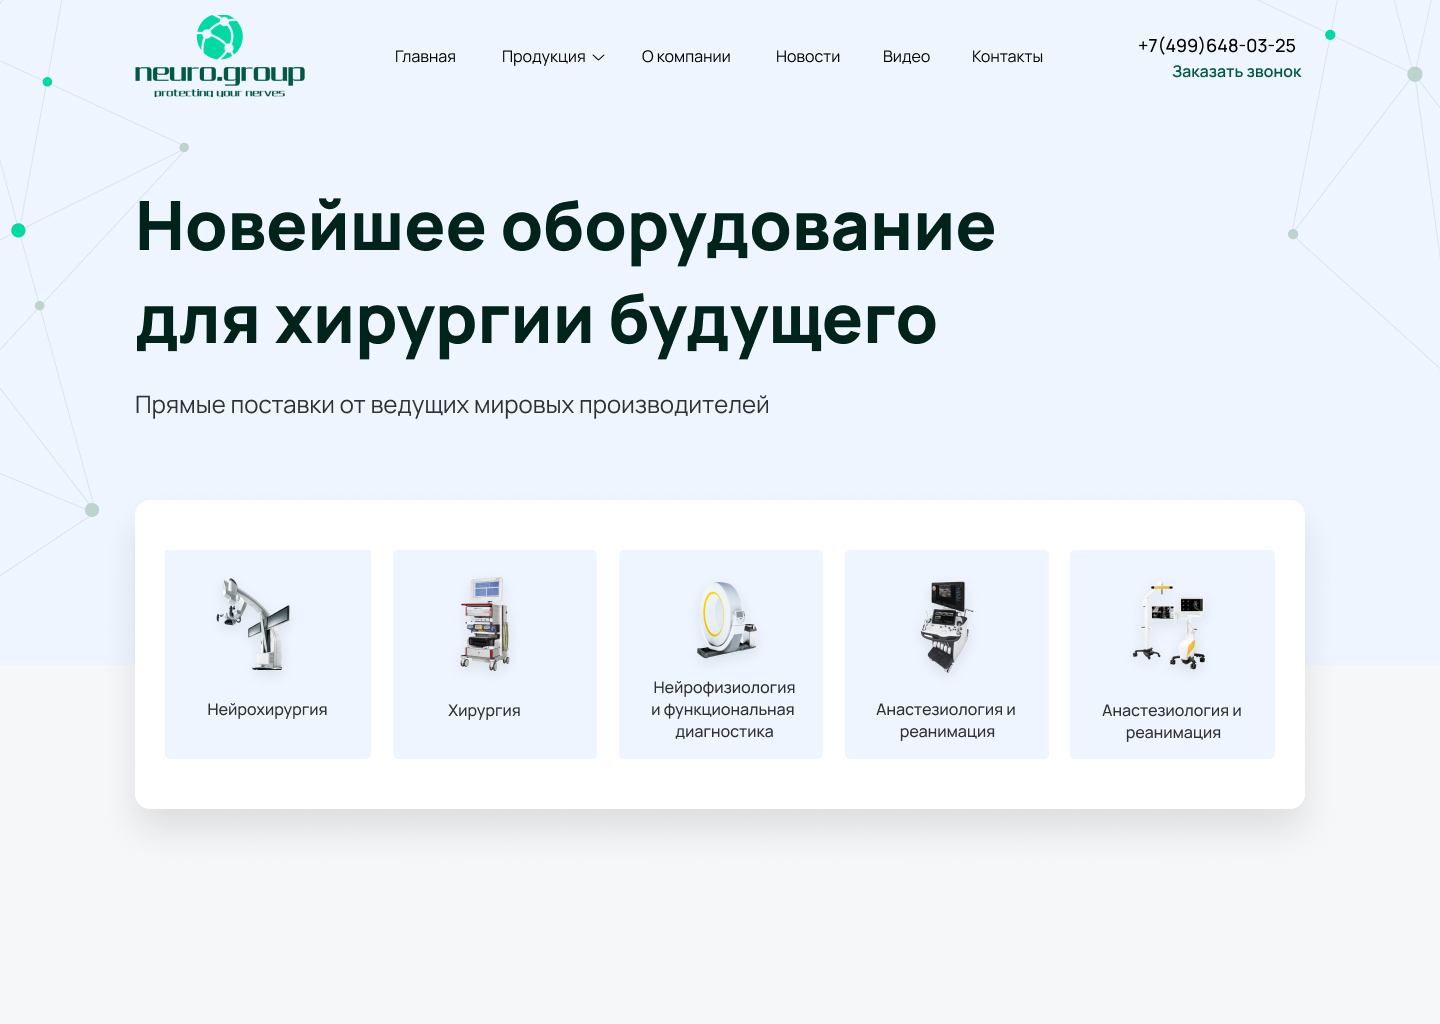 neuro.group
protecting your nerves
Главная
Продукция
О компании
Новости
Видео
Контакты
+7(499)648-03-25
Заказать звонок
Новейшее оборудование
для хирургии будущего
Прямые поставки от ведущих мировых производителей
Нейрохирургия
Хирургия
Нейрофизиология
и функциональная
диагностика
Анастезиология и
реанимация
Анастезиология и
реанимация